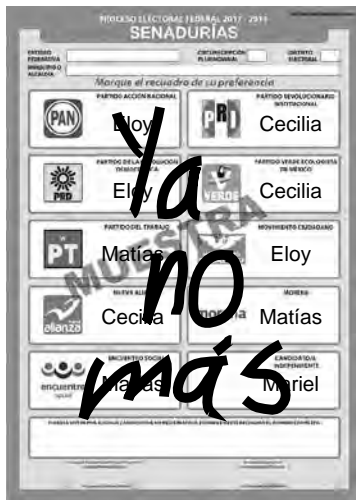 PROCESO ELECTORAL FEDERAL 2017 - 2018
SENADURÍAS
ENTIDAD FEDERATIVA
CIRCUNSCRIPCIÓN PLURINOMINAL
DISTRITO ELECTORAL
MUNICIPIO O ALCALDÍA
Marque el recuadro de su preferencia
PARTIDO ACCIÓN NACIONAL
PAN
Eloy
PARTIDO REVOLUCIONARIO INSTITUCIONAL
PRI
Cecilia
PARTIDO DE LA REVOLUCIÓN DEMOCRÁTICA
PRD
Eloy
PARTIDO VERDE ECOLOGISTA DE MÉXICO
VERDE
Cecilia
PARTIDO DEL TRABAJO
PT
Matías
MOVIMIENTO CIUDADANO
Eloy
NUEVA ALIANZA
alianza
Cecilia
MORENA
morena
Matías
ENCUENTRO SOCIAL
encuentro social
Matías
CANDIDATO/A INDEPENDIENTE
Mariel
MUESTRA
Ya
no
más